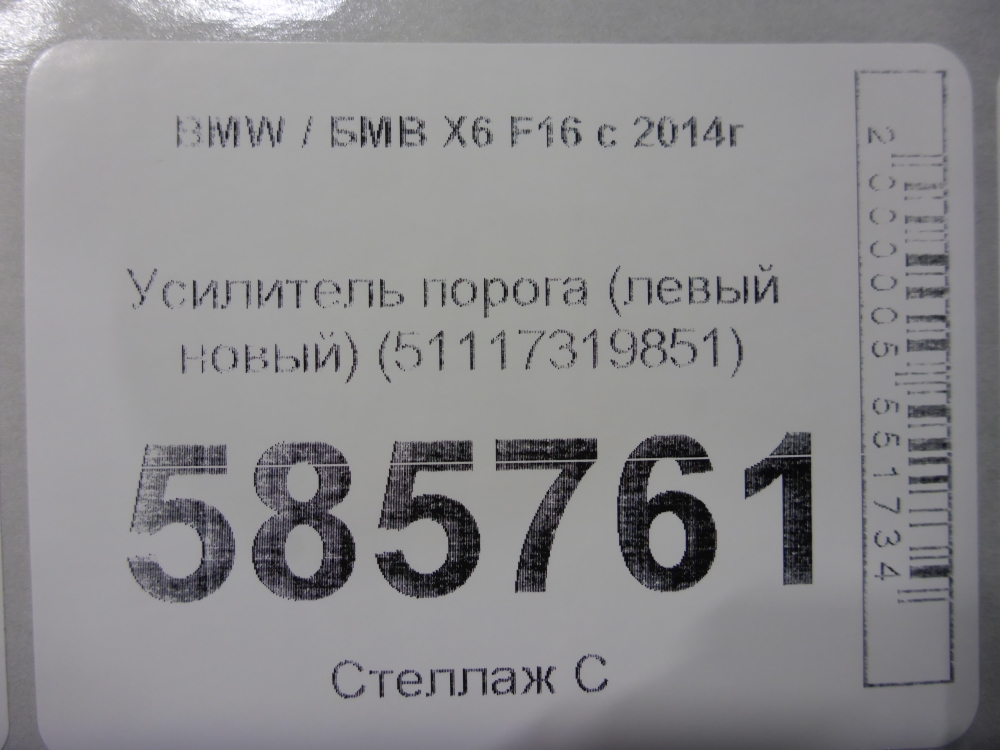 BMW / БМВ X6 F16 с 2014г
Усилитель порога (левый
новый) (51117319851)
585761
Стеллаж С
2000005551734